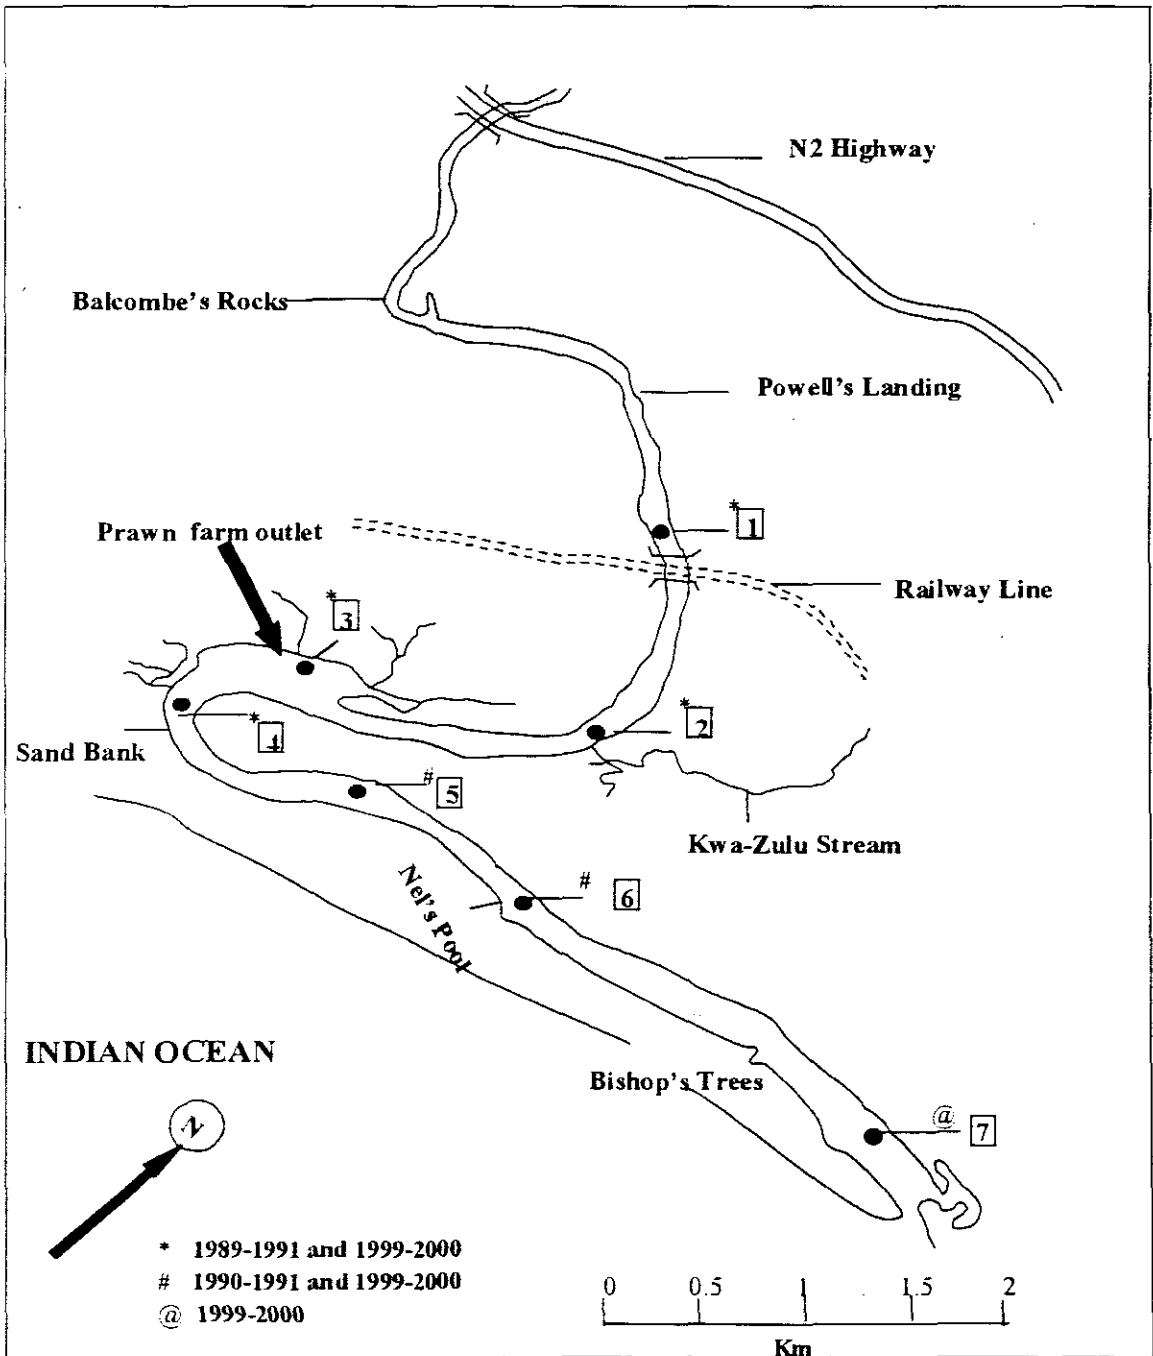 N2 Highway
Balcombe's Rocks
Powell's Landing
* 1
Prawn farm outlet
Railway Line
* 3
* 2
* 4
Sand Bank
# 5
Kwa-Zulu Stream
# 6
Nel's Pool
INDIAN OCEAN
Bishop's Trees
@ 7
N
* 1989-1991 and 1999-2000
# 1990-1991 and 1999-2000
@ 1999-2000
0 0.5 1 1.5 2
Km